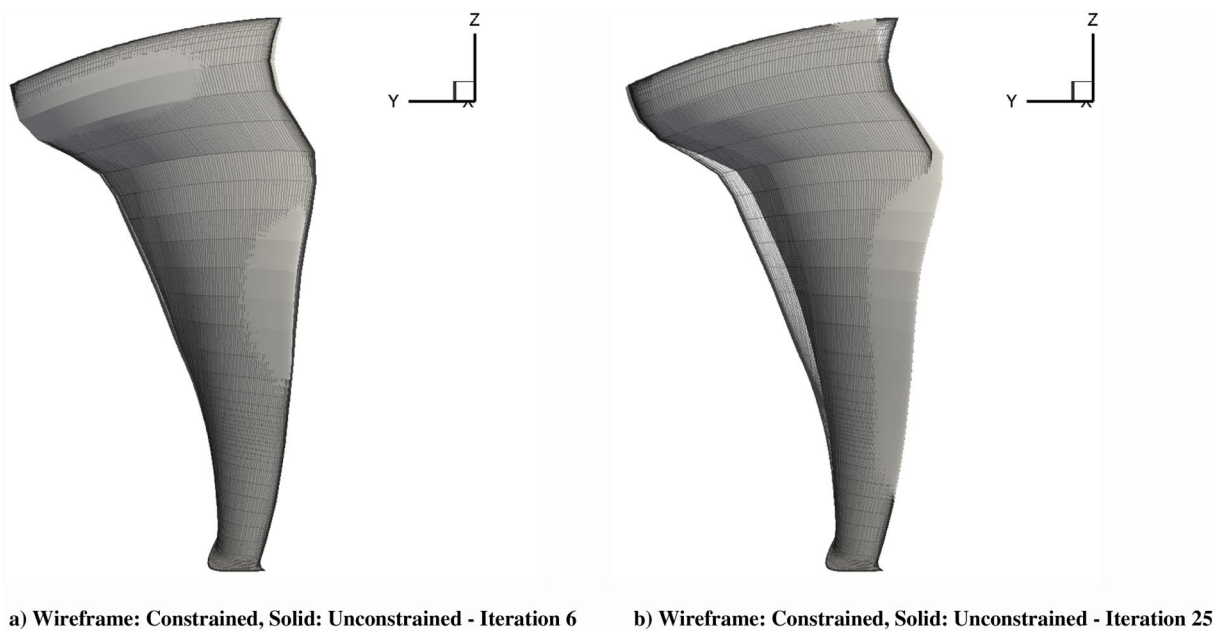 Z
Y
X
Z
Y
X
a) Wireframe: Constrained, Solid: Unconstrained - Iteration 6
b) Wireframe: Constrained, Solid: Unconstrained - Iteration 25